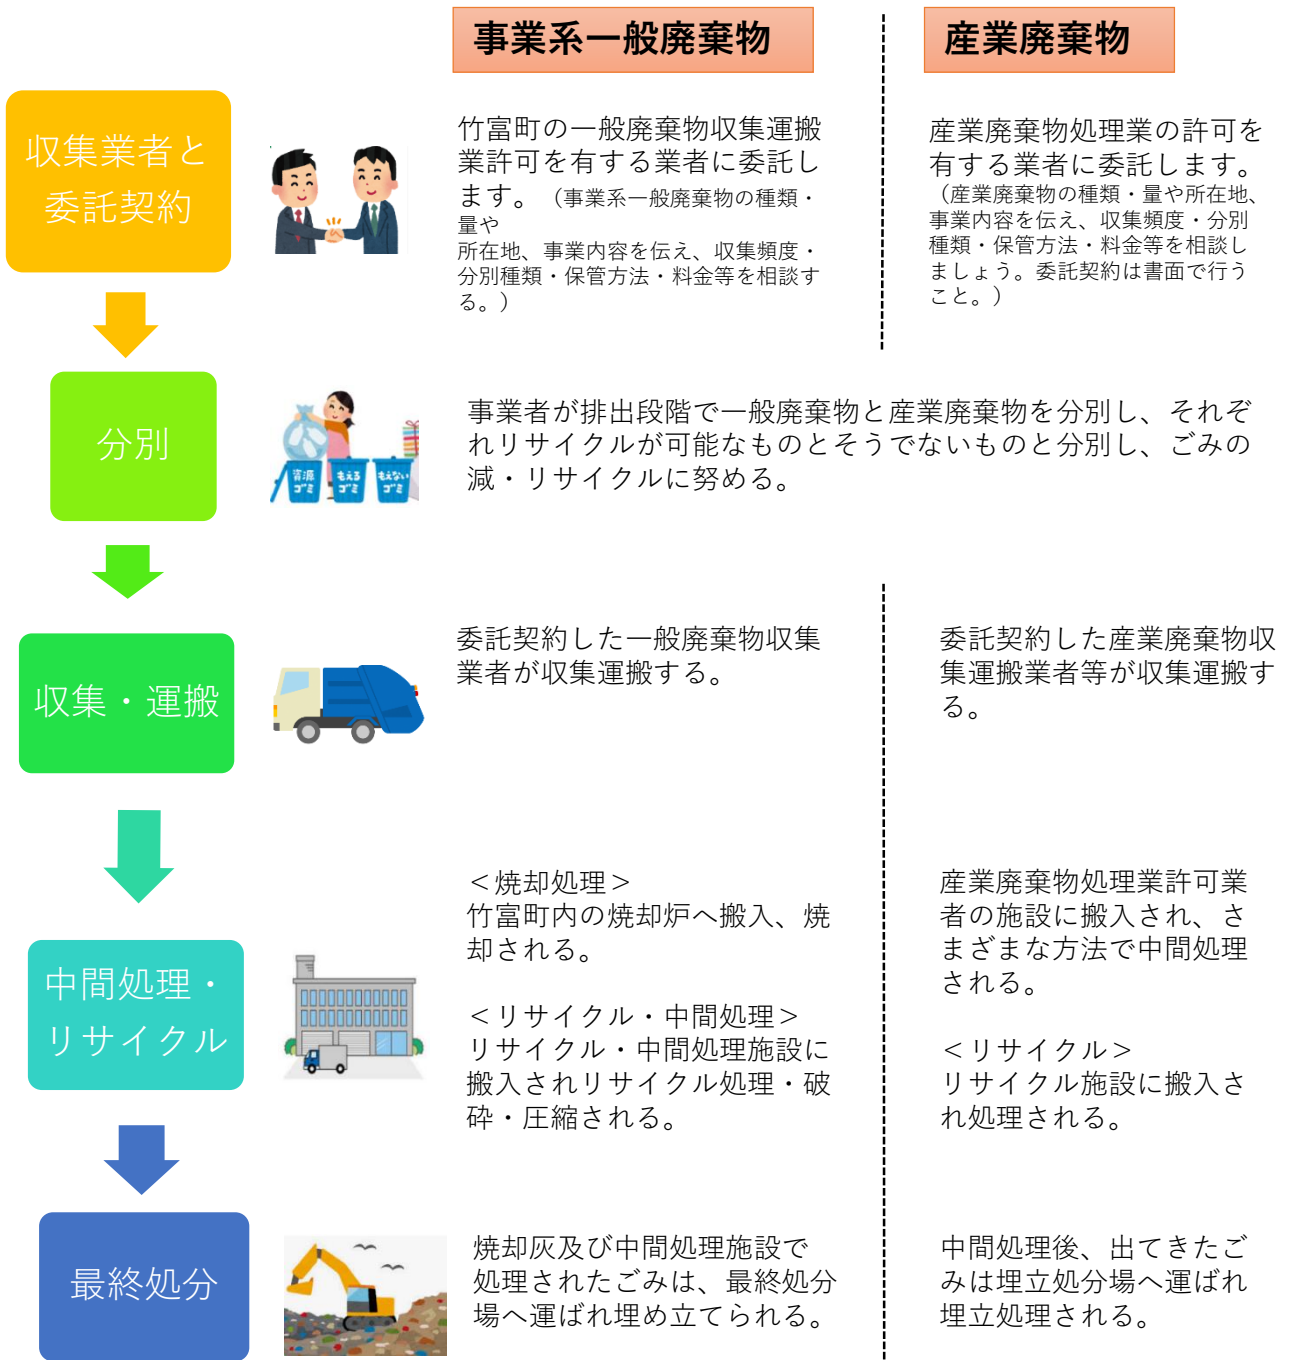 事業系一般廃棄物
産業廃棄物
収集業者と
委託契約
竹富町の一般廃棄物収集運搬
業許可を有する業者に委託し
ます。（事業系一般廃棄物の種類・
量や
所在地、事業内容を伝え、収集頻度・
分別種類・保管方法・料金等を相談す
る。）
産業廃棄物処理業の許可を
有する業者に委託します。
（産業廃棄物の種類・量や所在地、
事業内容を伝え、収集頻度・分別
種類・保管方法・料金等を相談し
ましょう。委託契約は書面で行う
こと。）
分別
資源
ゴミ
もえる
ゴミ
もえない
ゴミ
事業者が排出段階で一般廃棄物と産業廃棄物を分別し、それぞ
れリサイクルが可能なものとそうでないものと分別し、ごみの
減・リサイクルに努める。
収集・運搬
委託契約した一般廃棄物収集
業者が収集運搬する。
委託契約した産業廃棄物収
集運搬業者等が収集運搬す
る。
中間処理・
リサイクル
＜焼却処理＞
竹富町内の焼却炉へ搬入、焼
却される。
＜リサイクル・中間処理＞
リサイクル・中間処理施設に
搬入されリサイクル処理・破
砕・圧縮される。
産業廃棄物処理業許可業
者の施設に搬入され、さ
まざまな方法で中間処理
される。
＜リサイクル＞
リサイクル施設に搬入さ
れ処理される。
最終処分
焼却灰及び中間処理施設で
処理されたごみは、最終処分
場へ運ばれ埋め立てられる。
中間処理後、出てきたご
みは埋立処分場へ運ばれ
埋立処理される。